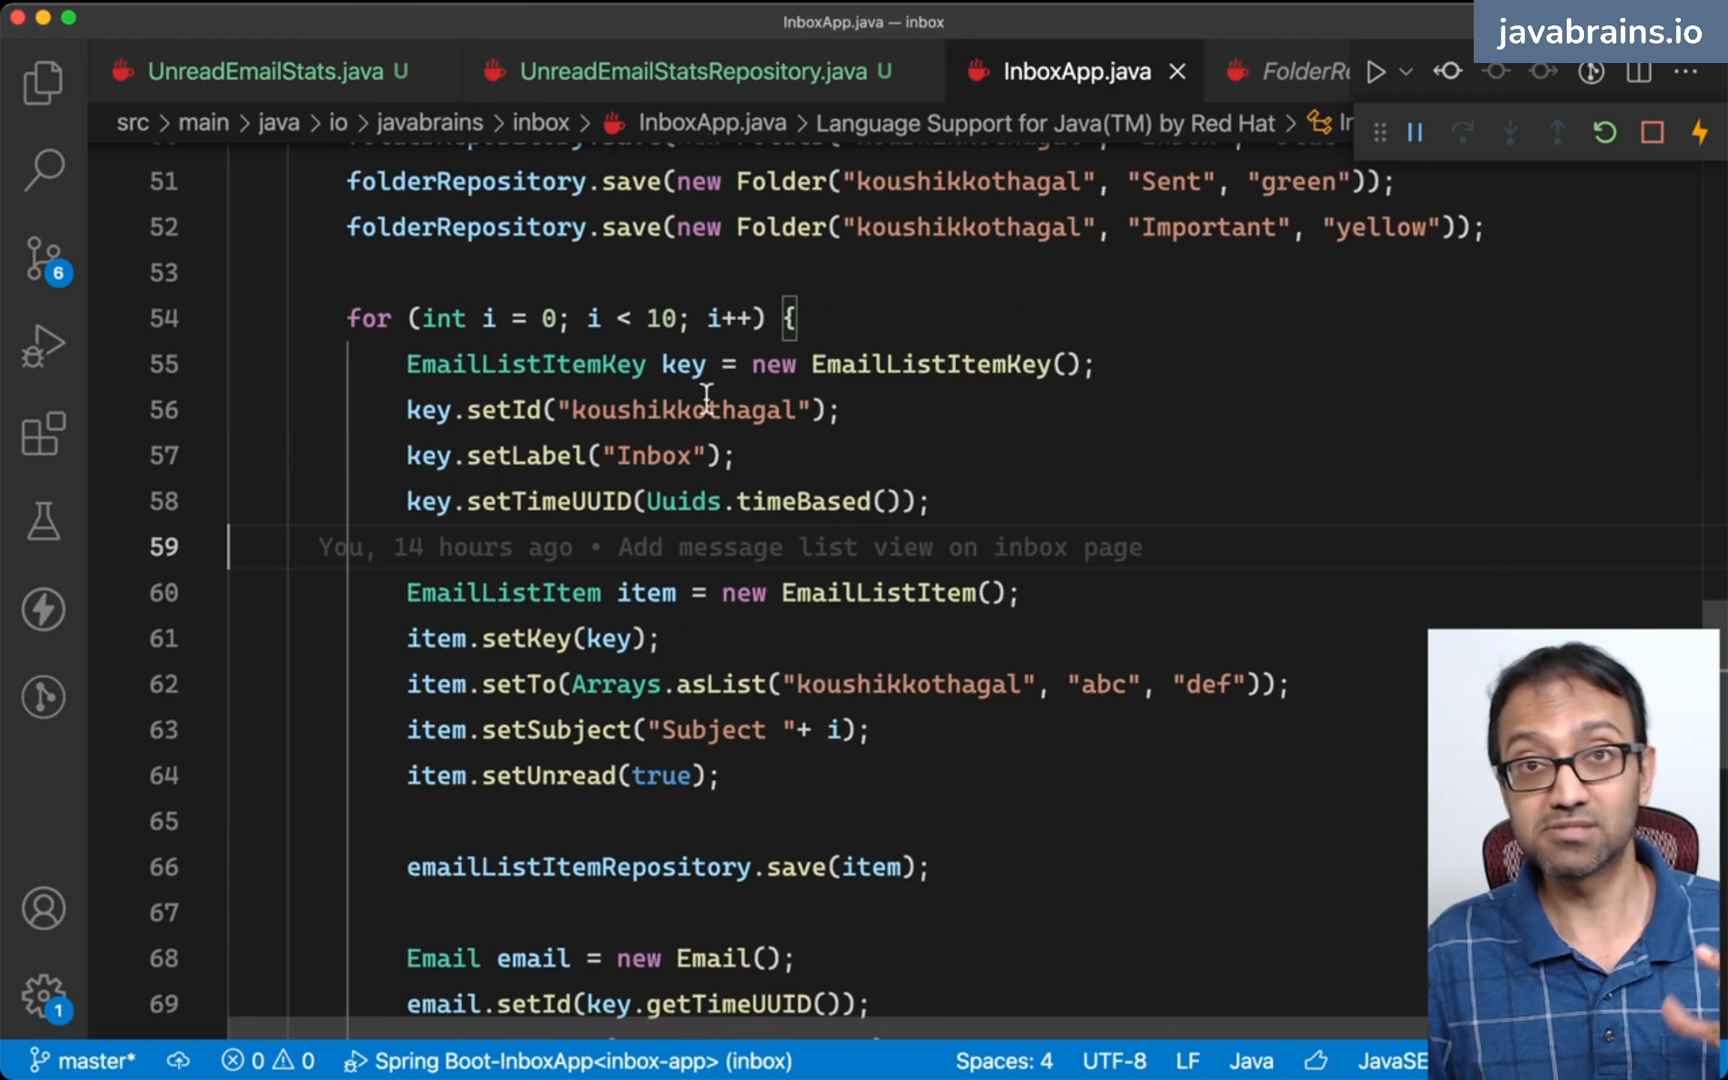 InboxApp.java — inbox
javabrains.io
UnreadEmailStats.java U
UnreadEmailStatsRepository.java U
InboxApp.java
FolderRe
src > main > java > io > javabrains > inbox > InboxApp.java > Language Support for Java(TM) by Red Hat >
51 folderRepository.save(new Folder("koushikkothagal", "Sent", "green"));
52 folderRepository.save(new Folder("koushikkothagal", "Important", "yellow"));
53
54 for (int i = 0; i < 10; i++) {
55 EmailListItemKey key = new EmailListItemKey();
56 key.setId("koushikkothagal");
57 key.setLabel("Inbox");
58 key.setTimeUUID(Uuids.timeBased());
59 You, 14 hours ago • Add message list view on inbox page
60 EmailListItem item = new EmailListItem();
61 item.setKey(key);
62 item.setTo(Arrays.asList("koushikkothagal", "abc", "def"));
63 item.setSubject("Subject "+ i);
64 item.setUnread(true);
65
66 emailListItemRepository.save(item);
67
68 Email email = new Email();
69 email.setId(key.getTimeUUID());
6
1
master* 0 0 Spring Boot-InboxApp<inbox-app> (inbox) Spaces: 4 UTF-8 LF Java JavaSE